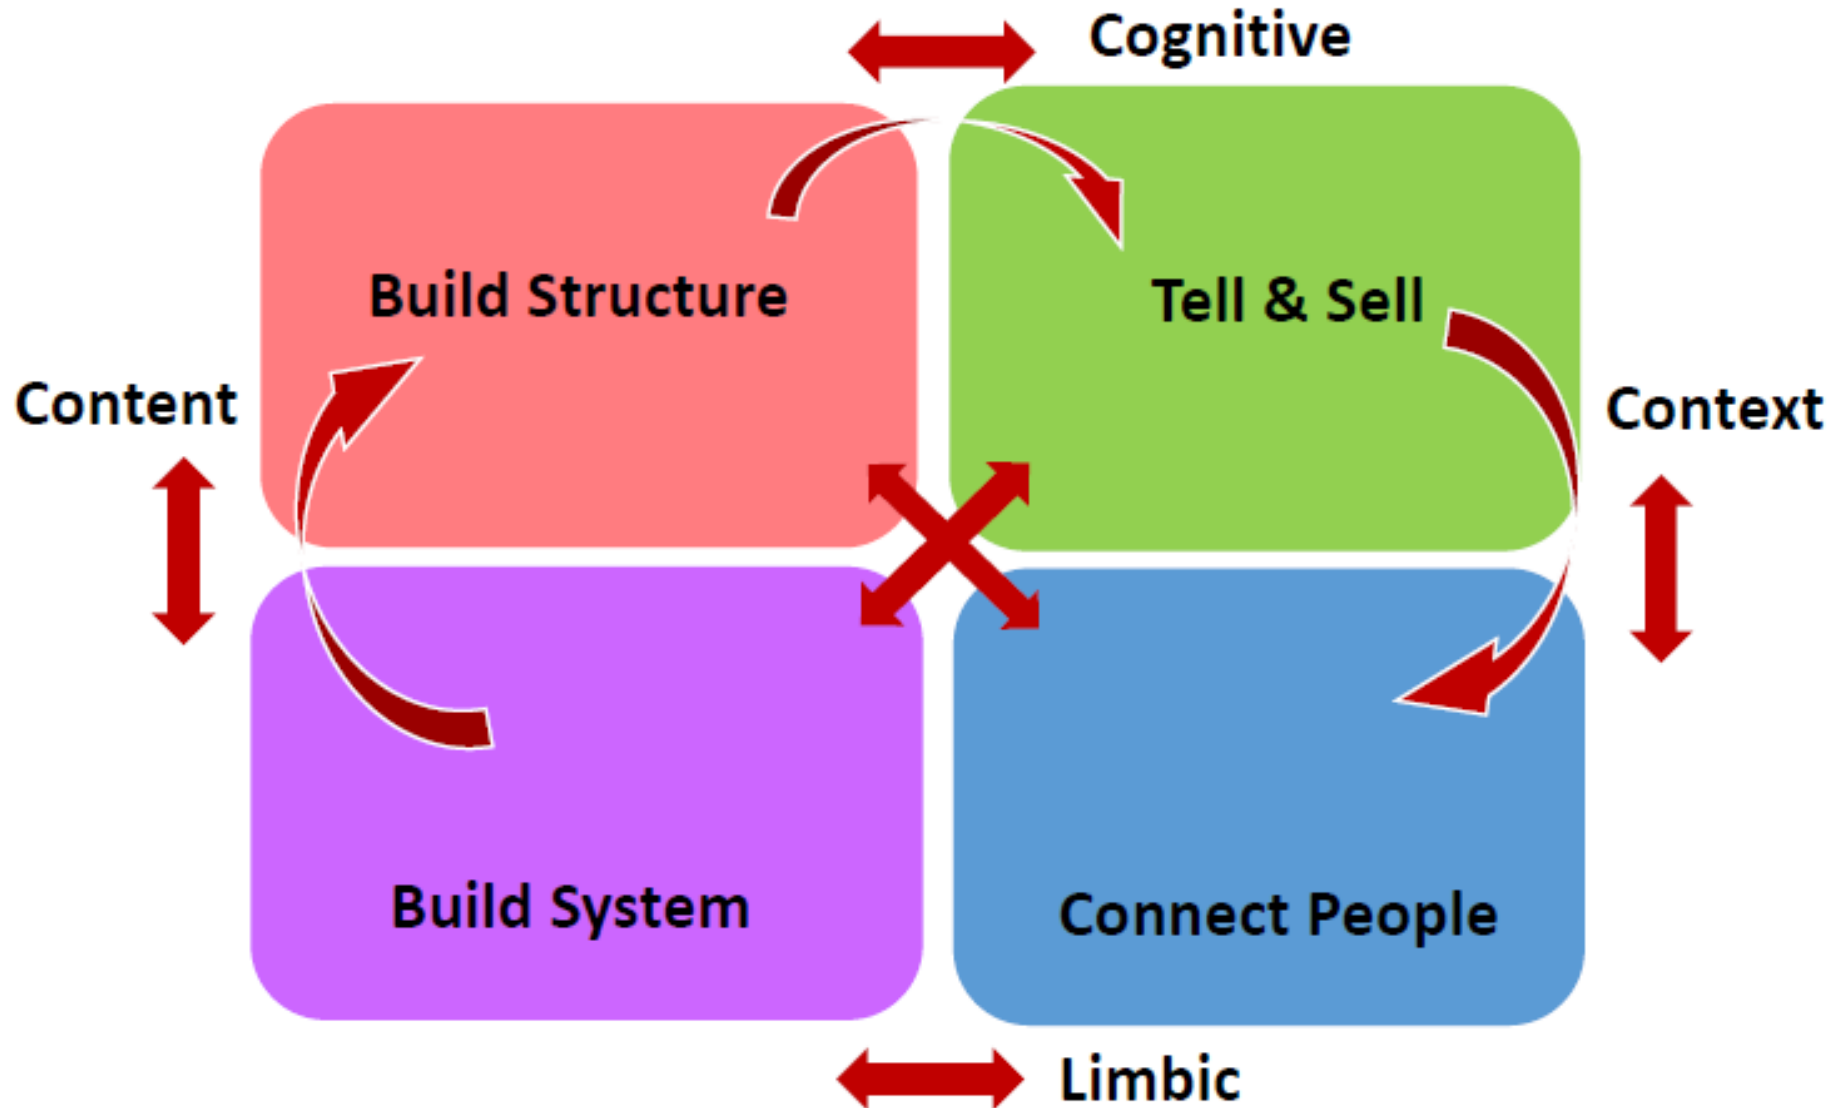 Cognitive
Build Structure
Tell & Sell
Content
Context
Build System
Connect People
Limbic